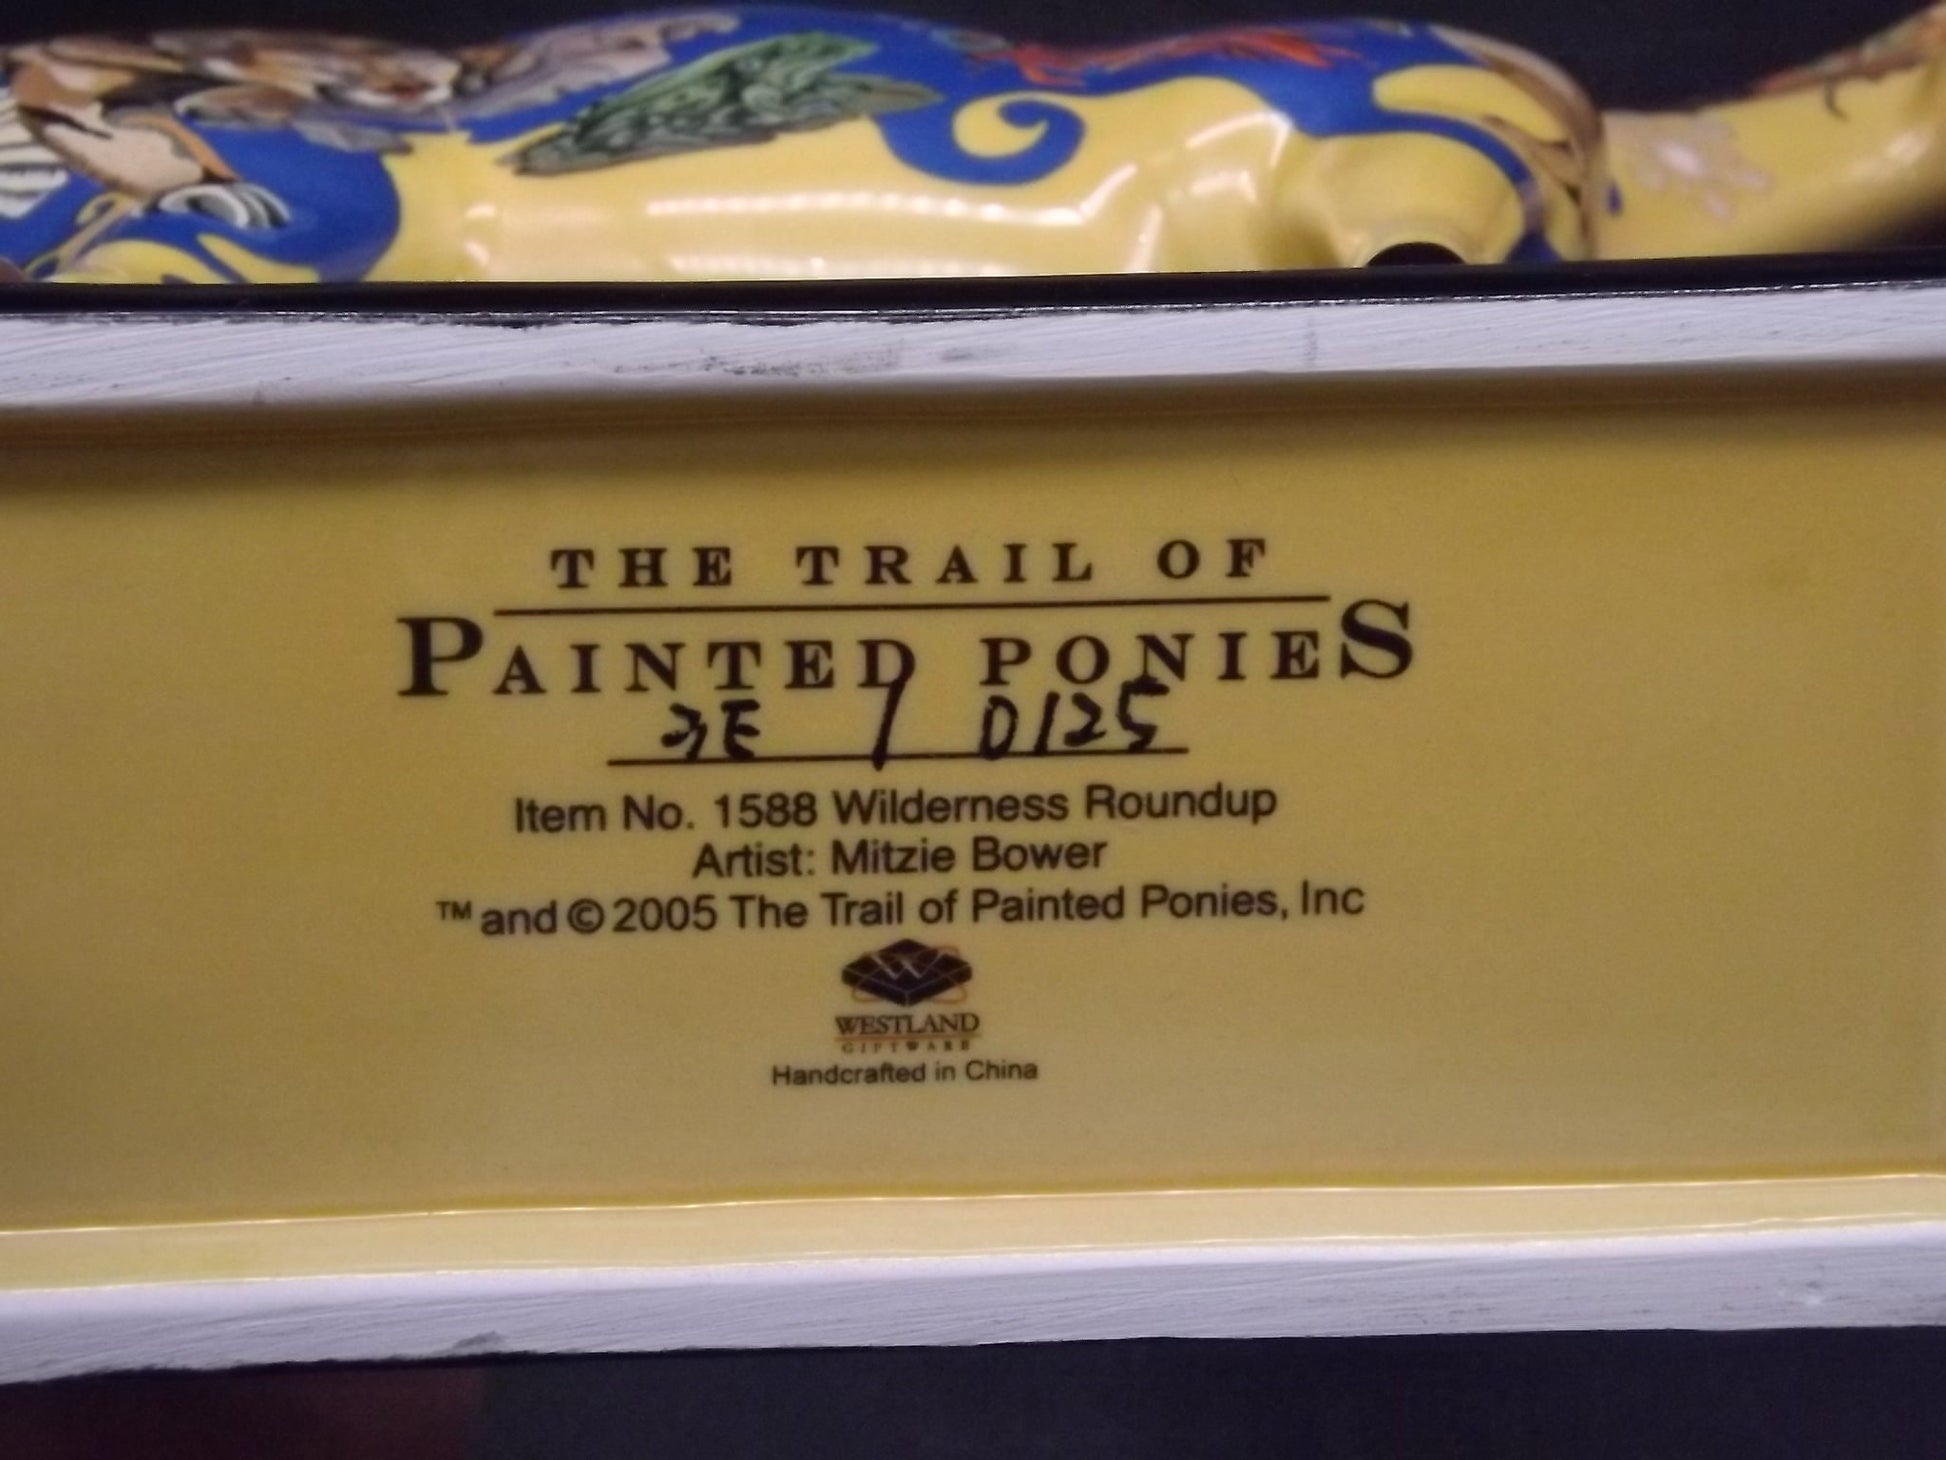 THE TRAIL OF
PAINTED PONIES
3E / 0125
Item No. 1588 Wilderness Roundup
Artist: Mitzie Bower
™ and © 2005 The Trail of Painted Ponies, Inc
WESTLAND
GIFTWARE
Handcrafted in China